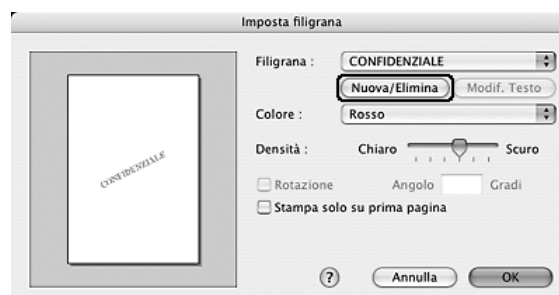 Imposta filigrana
Filigrana : CONFIDENZIALE
Nuova/Elimina Modif. Testo
Colore : Rosso
Densità : Chiaro Scuro
CONFIDENZIALE
Rotazione Angolo Gradi
Stampa solo su prima pagina
? Annulla OK